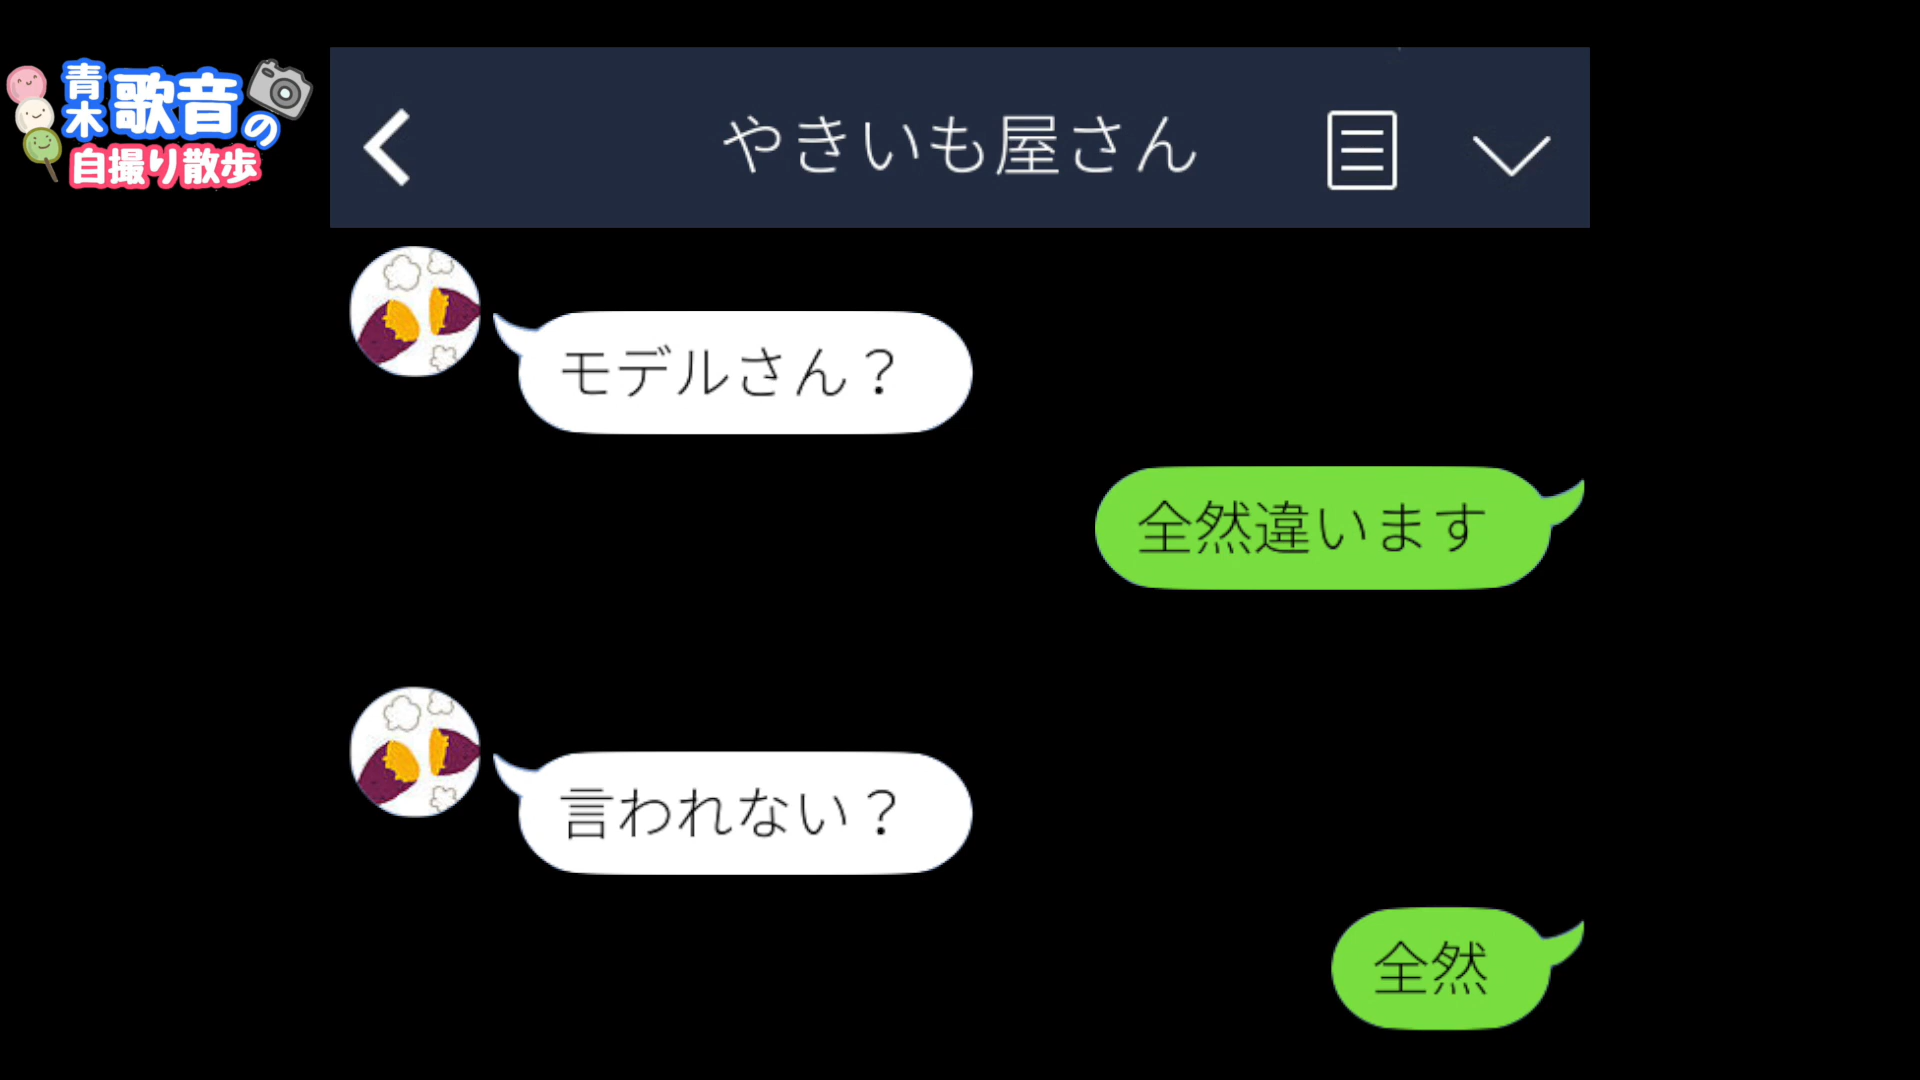 青木歌音の
自撮り散歩
やきいも屋さん
モデルさん？
全然違います
言われない？
全然